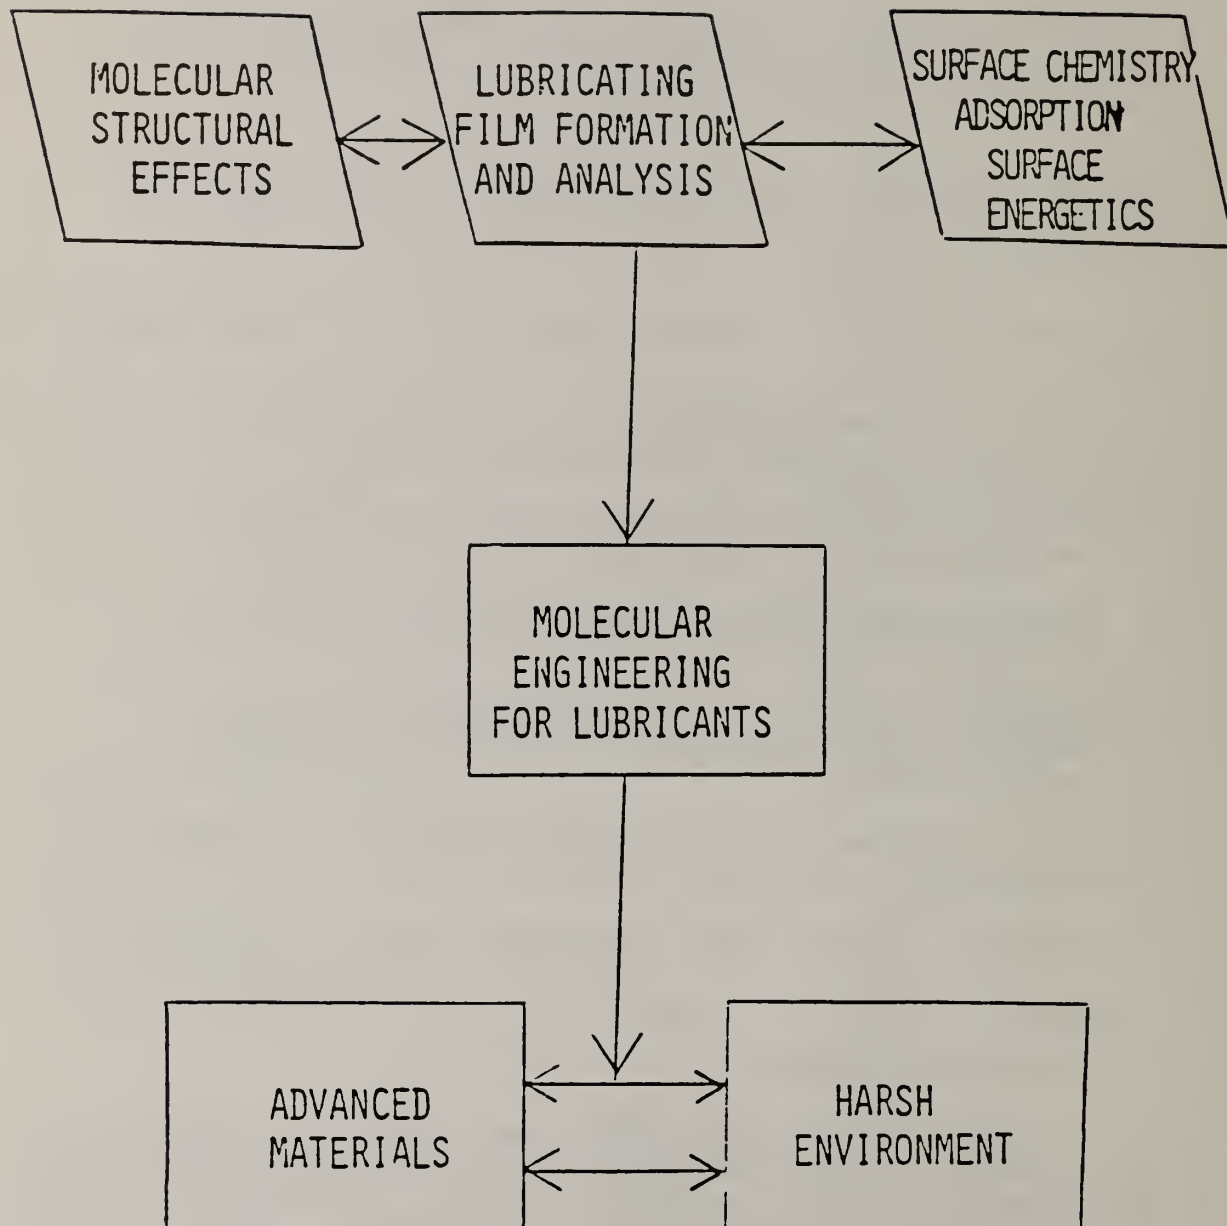 MOLECULAR
STRUCTURAL
EFFECTS
LUBRICATING
FILM FORMATION
AND ANALYSIS
SURFACE CHEMISTRY
ADSORPTION
SURFACE
ENERGETICS
MOLECULAR
ENGINEERING
FOR LUBRICANTS
ADVANCED
MATERIALS
HARSH
ENVIRONMENT